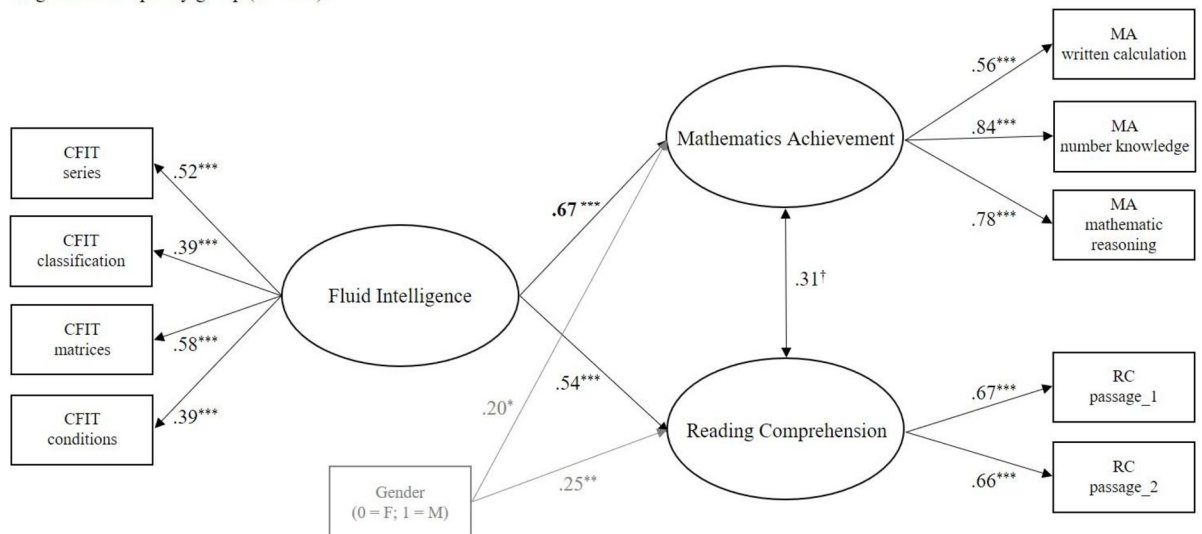 MA
written calculation
.56***
CFIT
series
.52***
Mathematics Achievement
.84***
MA
number knowledge
.67***
.78***
MA
mathematic
reasoning
CFIT
classification
.39***
Fluid Intelligence
.31†
CFIT
matrices
.58***
.54***
CFIT
conditions
.39***
.20*
.25**
Gender
(0 = F; 1 = M)
Reading Comprehension
.67***
RC
passage_1
.66***
RC
passage_2